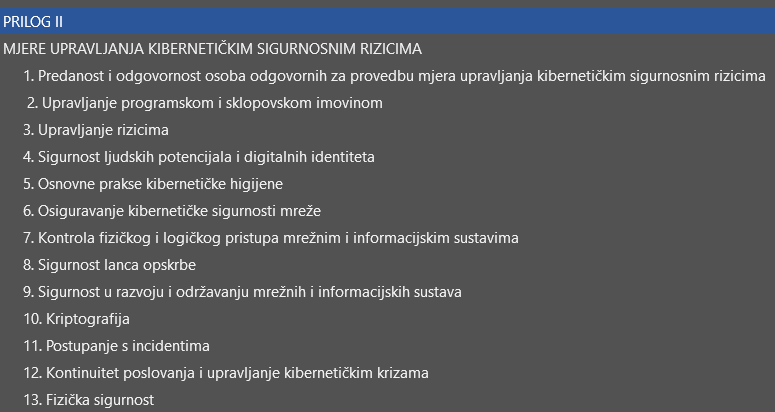 PRILOG II
MJERE UPRAVLJANJA KIBERNETIČKIM SIGURNOSNIM RIZICIMA
1. Predanost i odgovornost osoba odgovornih za provedbu mjera upravljanja kibernetičkim sigurnosnim rizicima
2. Upravljanje programskom i sklopovskom imovinom
3. Upravljanje rizicima
4. Sigurnost ljudskih potencijala i digitalnih identiteta
5. Osnovne prakse kibernetičke higijene
6. Osiguravanje kibernetičke sigurnosti mreže
7. Kontrola fizičkog i logičkog pristupa mrežnim i informacijskim sustavima
8. Sigurnost lanca opskrbe
9. Sigurnost u razvoju i održavanju mrežnih i informacijskih sustava
10. Kriptografija
11. Postupanje s incidentima
12. Kontinuitet poslovanja i upravljanje kibernetičkim krizama
13. Fizička sigurnost